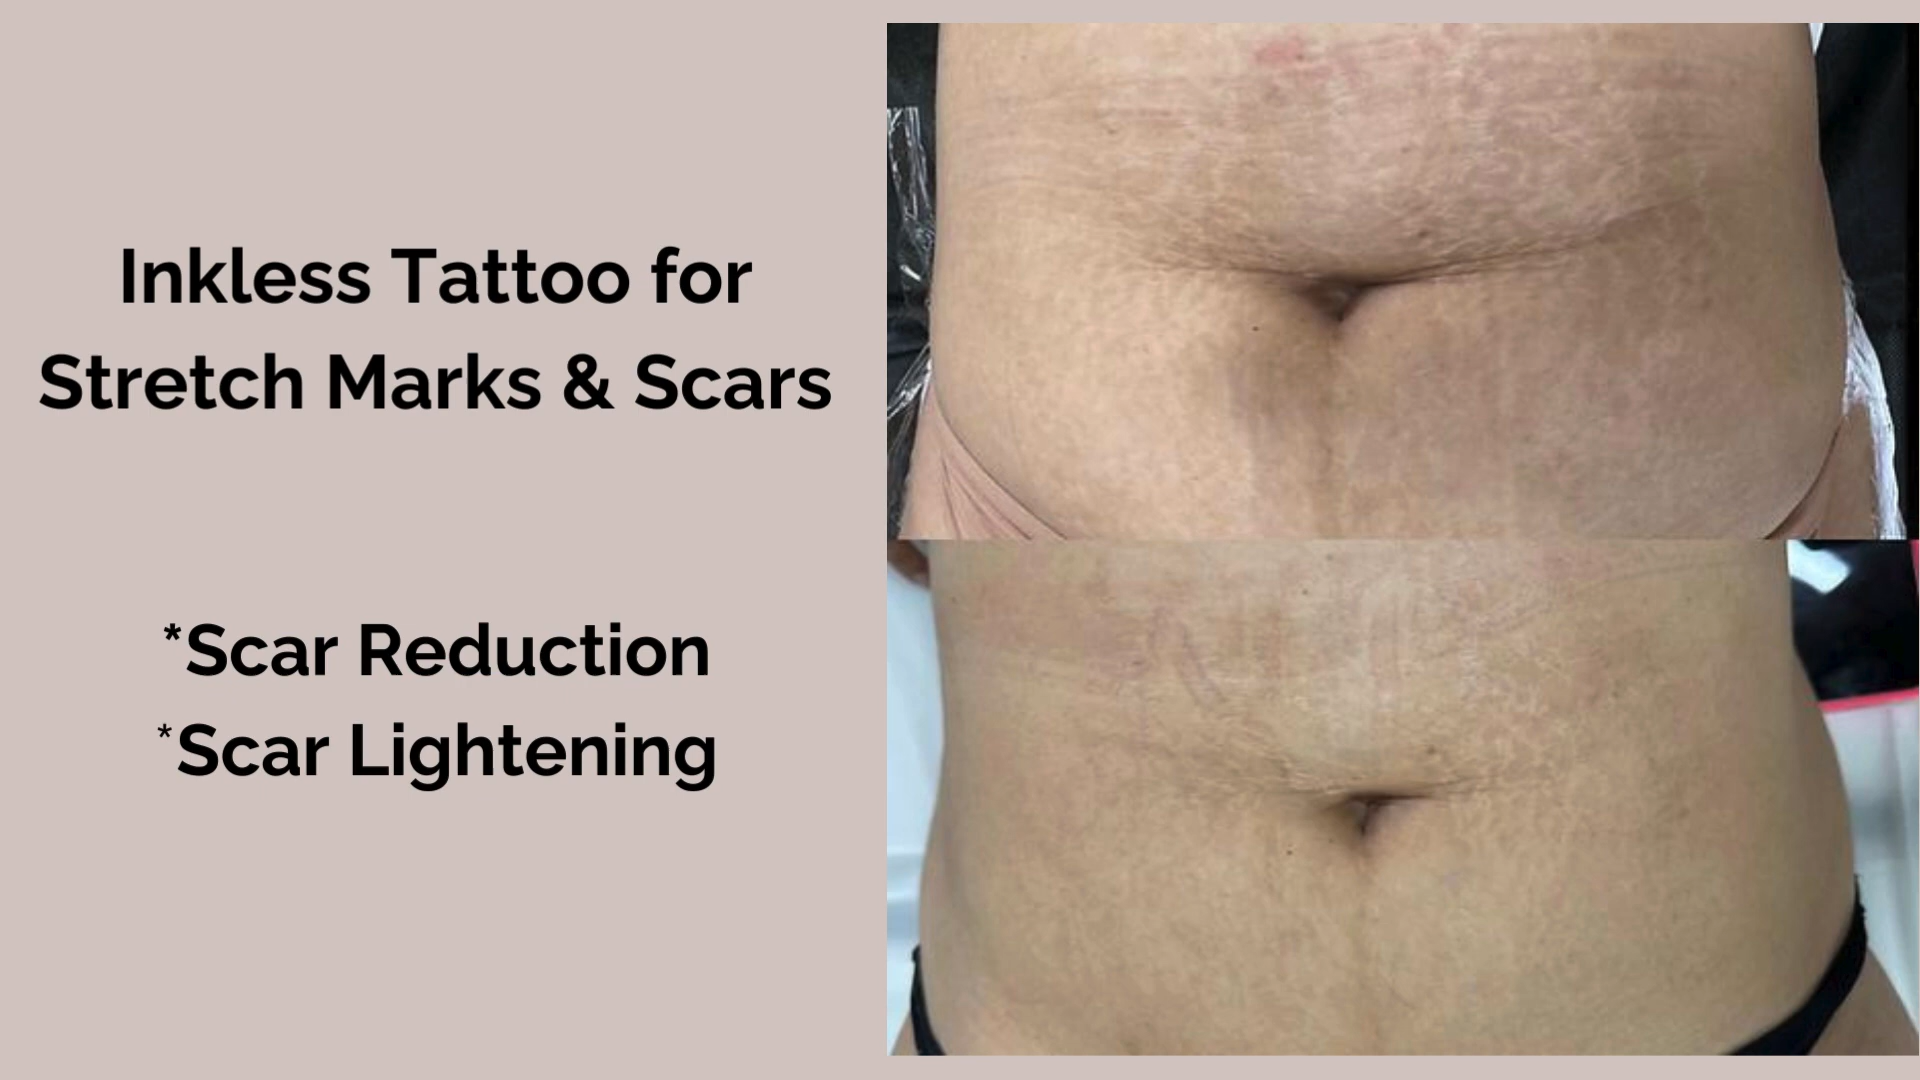 Inkless Tattoo for
Stretch Marks & Scars
*Scar Reduction
*Scar Lightening